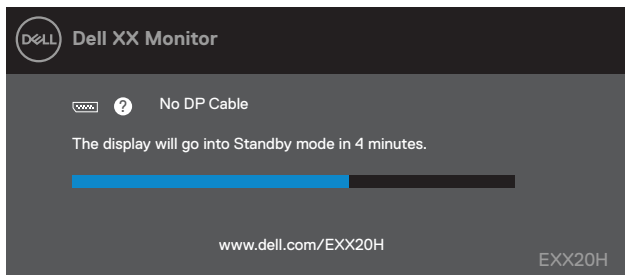 DELL Dell XX Monitor
? No DP Cable
The display will go into Standby mode in 4 minutes.
www.dell.com/EXX20H
EXX20H